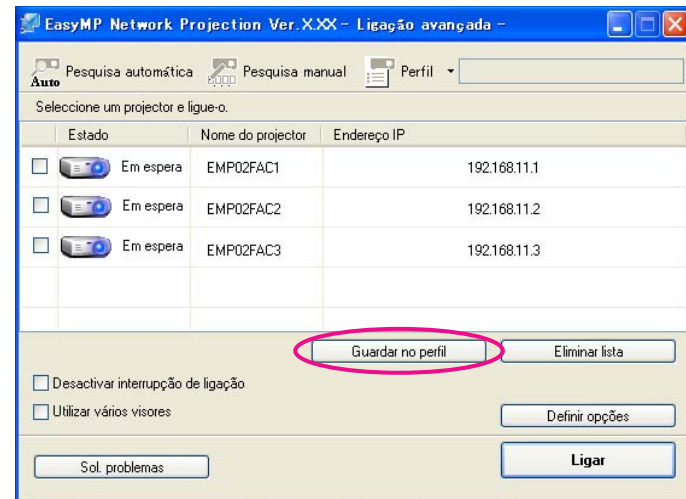 EasyMP Network Projection Ver.X.XX – Ligação avançada –
Auto Pesquisa automática Pesquisa manual Perfil
Seleccione um projector e ligue-o.
Estado Nome do projector Endereço IP
Em espera EMP02FAC1 192.168.11.1
Em espera EMP02FAC2 192.168.11.2
Em espera EMP02FAC3 192.168.11.3
Guardar no perfil Eliminar lista
Desactivar interrupção de ligação
Utilizar vários visores Definir opções
Sol. problemas Ligar